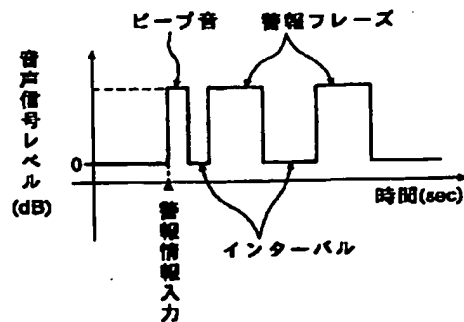 ビープ音
警報フレーズ
音声信号レベル
(dB)
0
時間(sec)
インターバル
警報情報入力